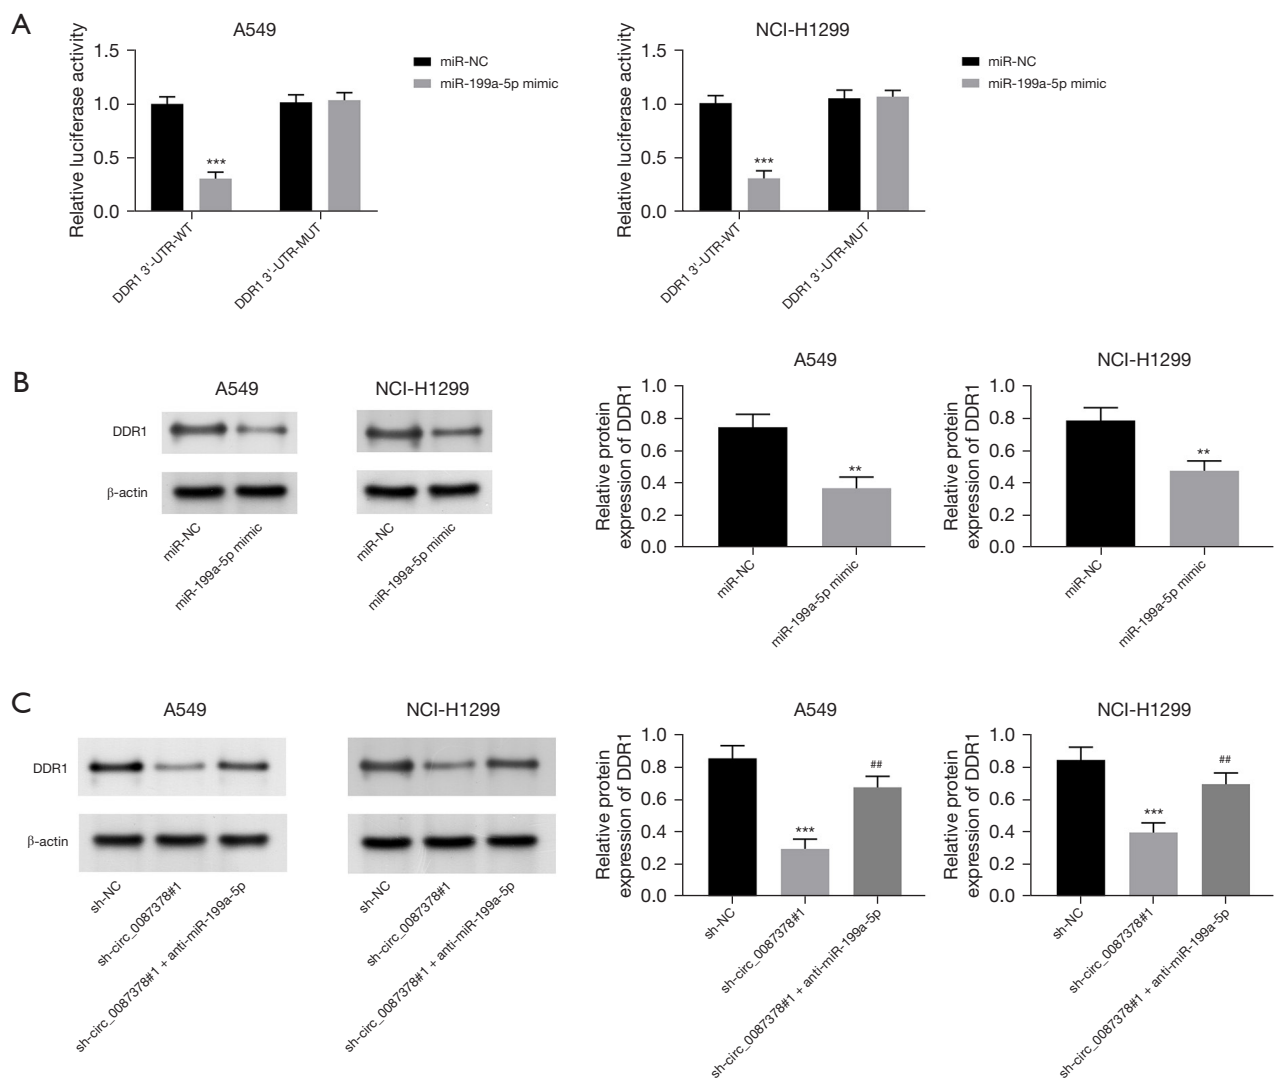 A
A549
Relative luciferase activity
1.5
1.0
0.5
0.0
***
DDR1 3'-UTR-WT
DDR1 3'-UTR-MUT
miR-NC
miR-199a-5p mimic
NCI-H1299
Relative luciferase activity
1.5
1.0
0.5
0.0
***
DDR1 3'-UTR-WT
DDR1 3'-UTR-MUT
miR-NC
miR-199a-5p mimic
B
A549
NCI-H1299
DDR1
β-actin
miR-NC
miR-199a-5p mimic
miR-NC
miR-199a-5p mimic
A549
Relative protein
expression of DDR1
1.0
0.8
0.6
0.4
0.2
0.0
**
miR-NC
miR-199a-5p mimic
NCI-H1299
Relative protein
expression of DDR1
1.0
0.8
0.6
0.4
0.2
0.0
**
miR-NC
miR-199a-5p mimic
C
A549
NCI-H1299
DDR1
β-actin
sh-NC
sh-circ_0087378#1
sh-circ_0087378#1 + anti-miR-199a-5p
sh-NC
sh-circ_0087378#1
sh-circ_0087378#1 + anti-miR-199a-5p
A549
Relative protein
expression of DDR1
1.0
0.8
0.6
0.4
0.2
0.0
***
##
sh-NC
sh-circ_0087378#1
sh-circ_0087378#1 + anti-miR-199a-5p
NCI-H1299
Relative protein
expression of DDR1
1.0
0.8
0.6
0.4
0.2
0.0
***
##
sh-NC
sh-circ_0087378#1
sh-circ_0087378#1 + anti-miR-199a-5p